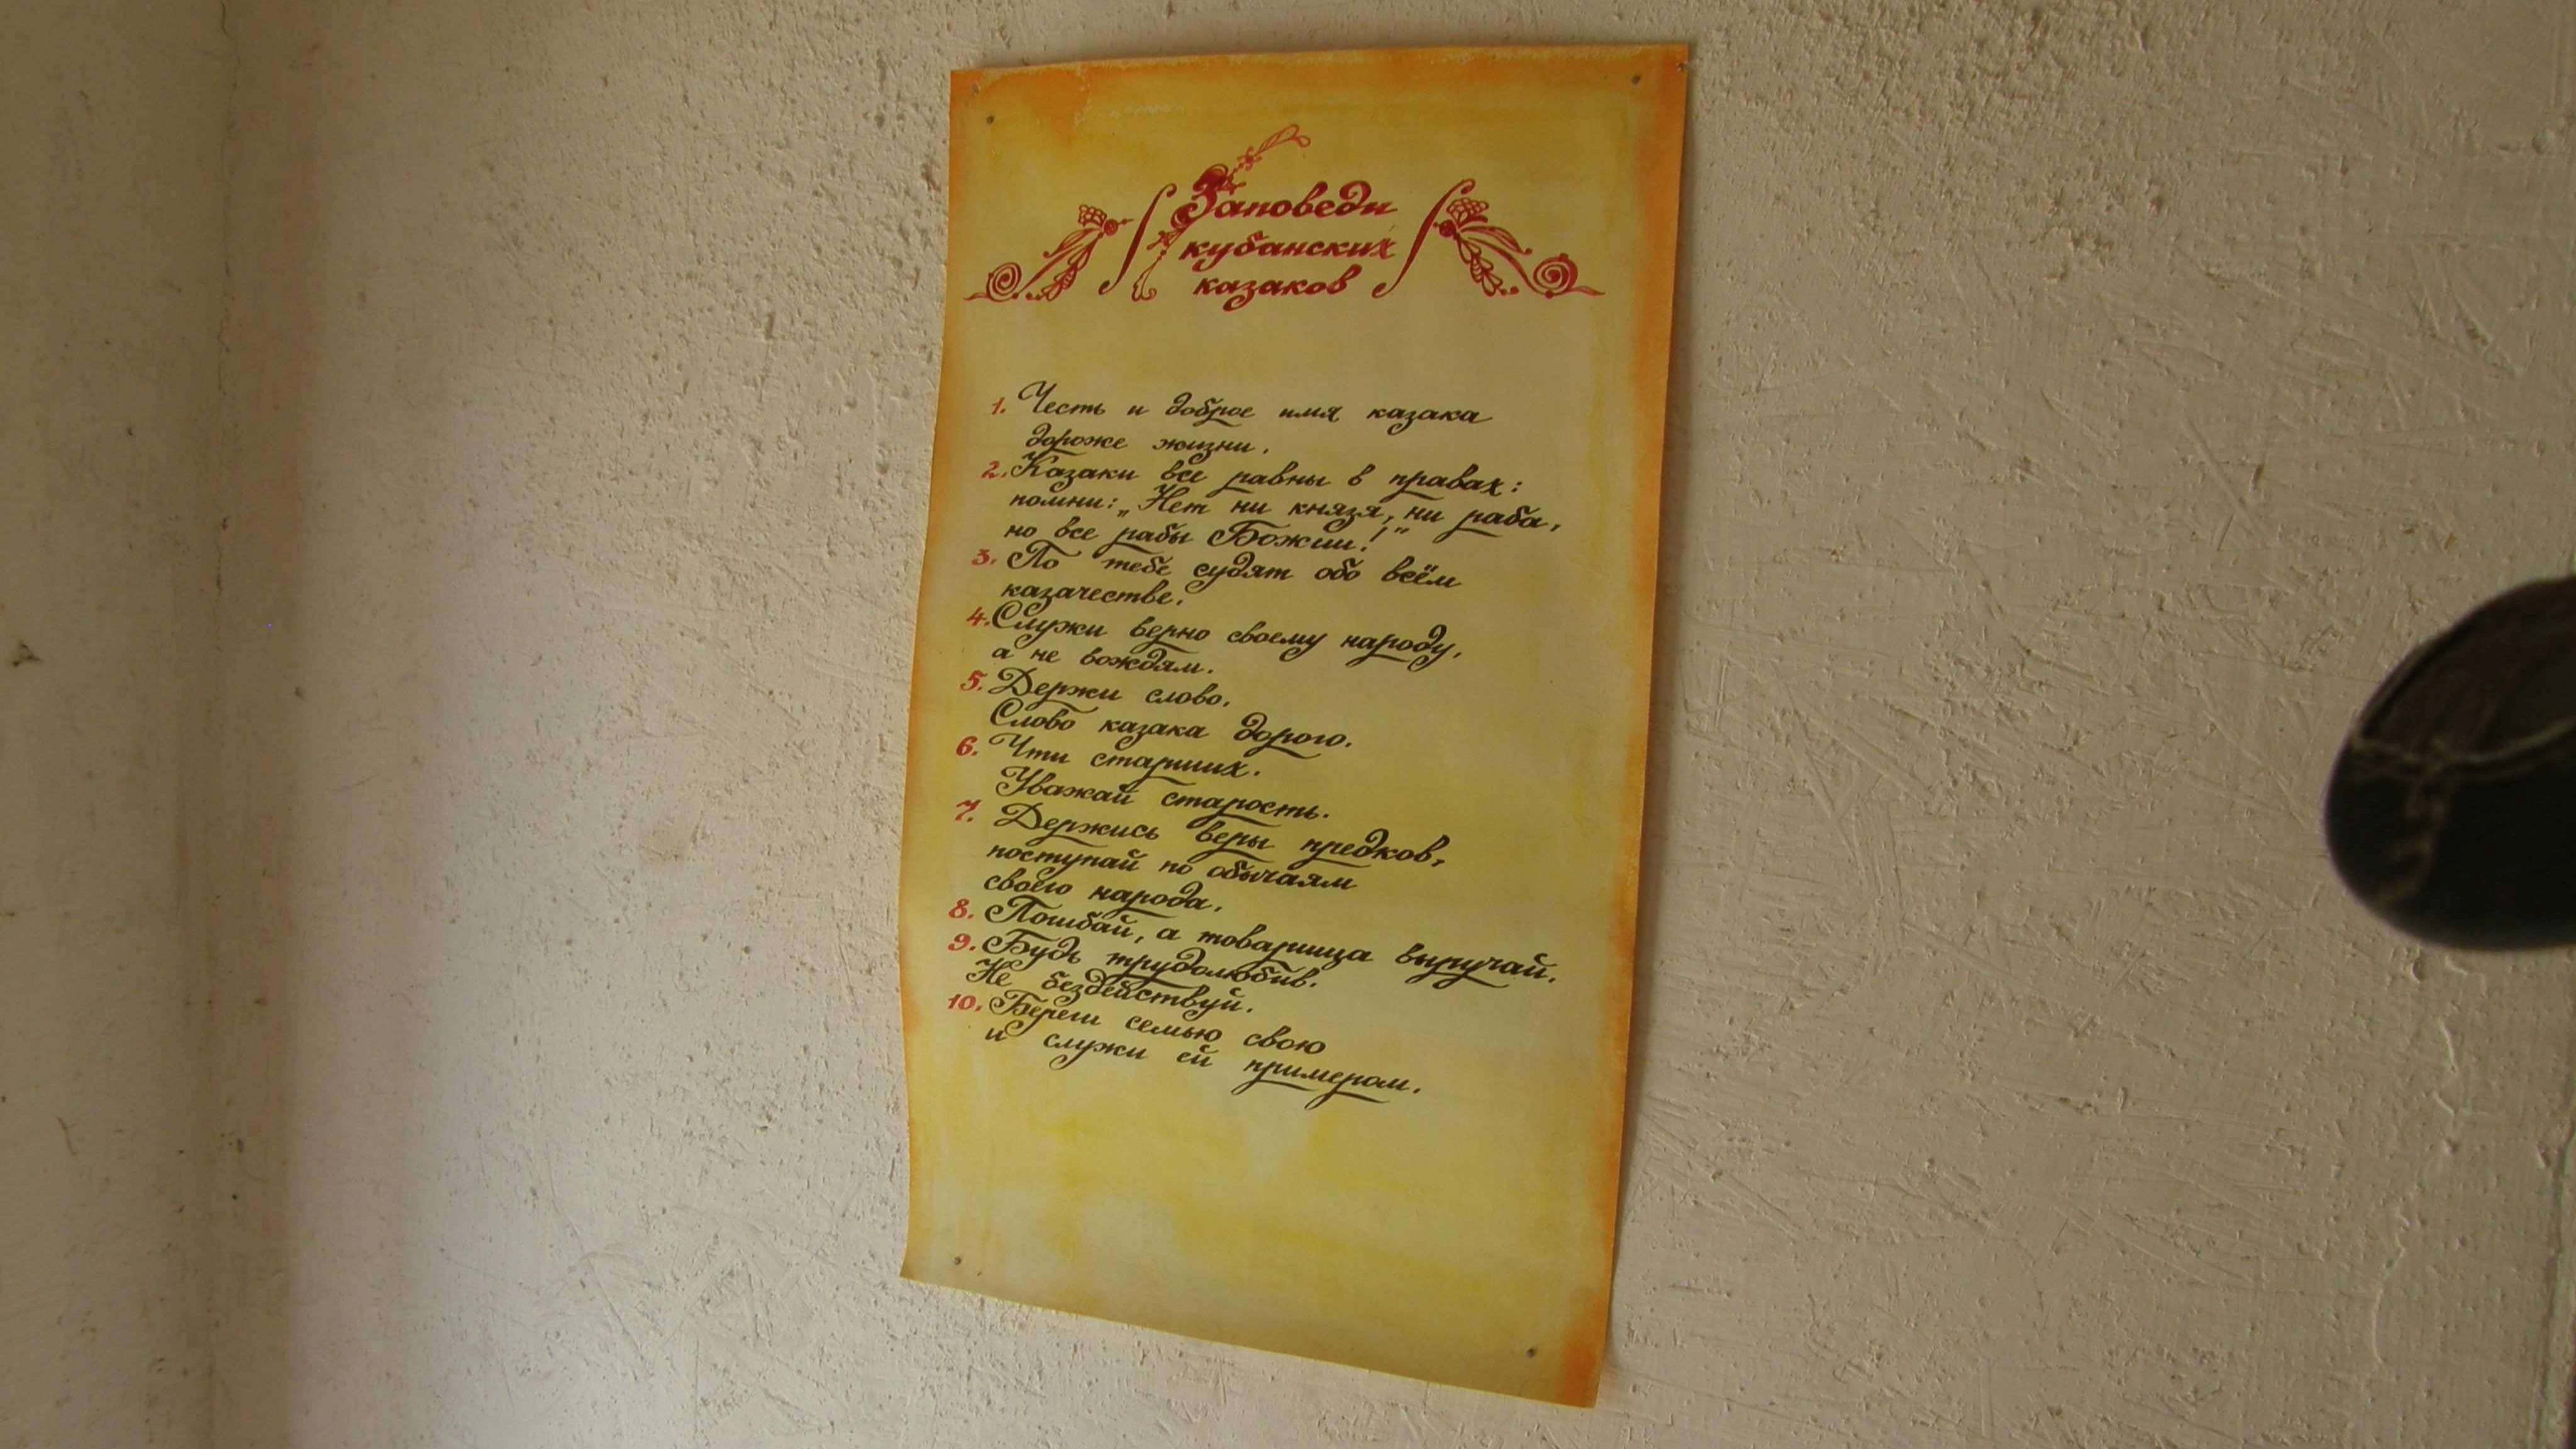 Заповеди
кубанских
казаков
1. Честь и доброе имя казака
дороже жизни.
2. Казаки все равны в правах:
помни: „Нет ни князя, ни раба,
но все рабы Божии!"
3. По тебе судят обо всём
казачестве.
4. Служи верно своему народу,
а не вождям.
5. Держи слово.
Слово казака дорого.
6. Чти старших.
Уважай старость.
7. Держись веры предков,
поступай по обычаям
своего народа.
8. Погибай, а товарища выручай.
9. Будь трудолюбив.
Не бездействуй.
10. Береги семью свою
и служи ей примером.